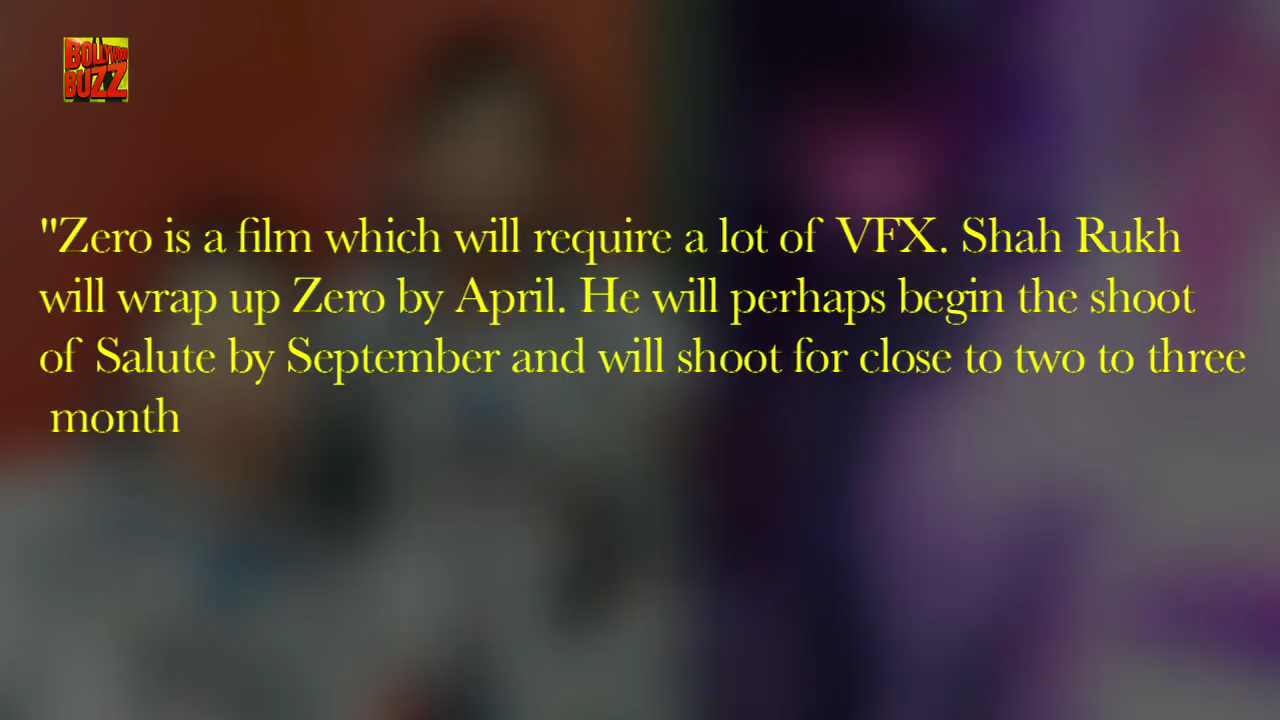 BOLLYWOOD
BUZZ
"Zero is a film which will require a lot of VFX. Shah Rukh
will wrap up Zero by April. He will perhaps begin the shoot
of Salute by September and will shoot for close to two to three
month